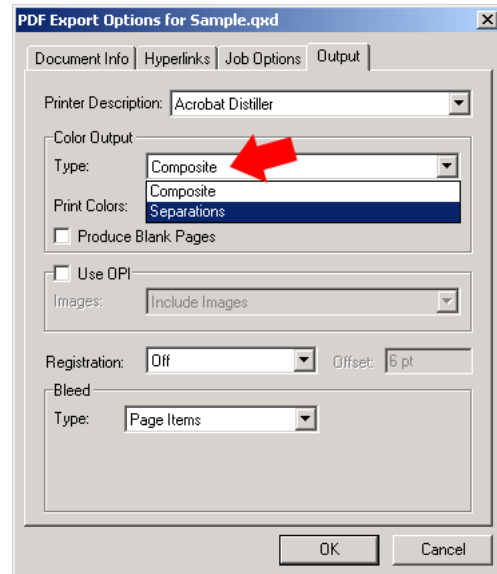 PDF Export Options for Sample.qxd
Document Info Hyperlinks Job Options Output
Printer Description: Acrobat Distiller
Color Output
Type: Composite
Composite
Print Colors: Separations
Produce Blank Pages
Use OPI
Images: Include Images
Registration: Off Offset: 6 pt
Bleed
Type: Page Items
OK Cancel